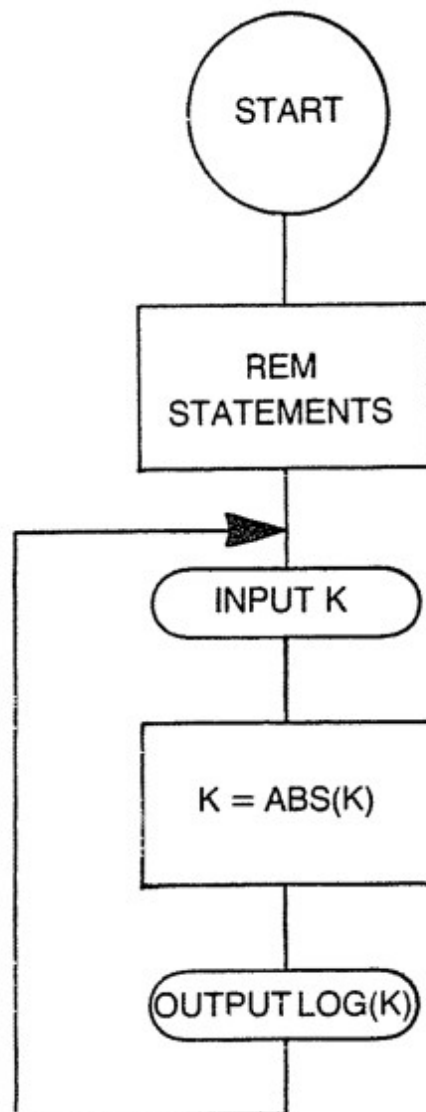 START
REM
STATEMENTS
INPUT K
K = ABS(K)
OUTPUT LOG(K)